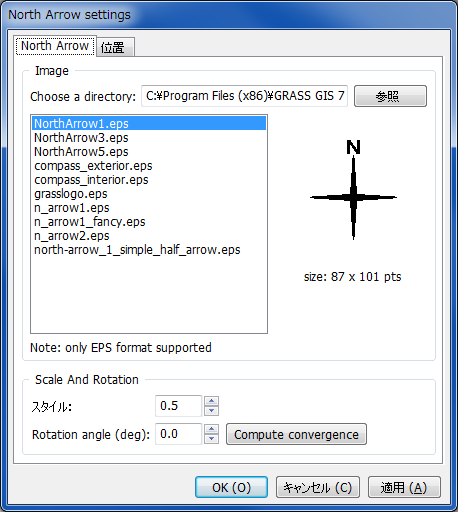 North Arrow settings
North Arrow 位置
Image
Choose a directory: C:¥Program Files (x86)¥GRASS GIS 7 参照
NorthArrow1.eps
NorthArrow3.eps
NorthArrow5.eps
compass_exterior.eps
compass_interior.eps
grasslogo.eps
n_arrow1.eps
n_arrow1_fancy.eps
n_arrow2.eps
north-arrow_1_simple_half_arrow.eps
N
size: 87 x 101 pts
Note: only EPS format supported
Scale And Rotation
スタイル: 0.5
Rotation angle (deg): 0.0 Compute convergence
OK (O) キャンセル (C) 適用 (A)